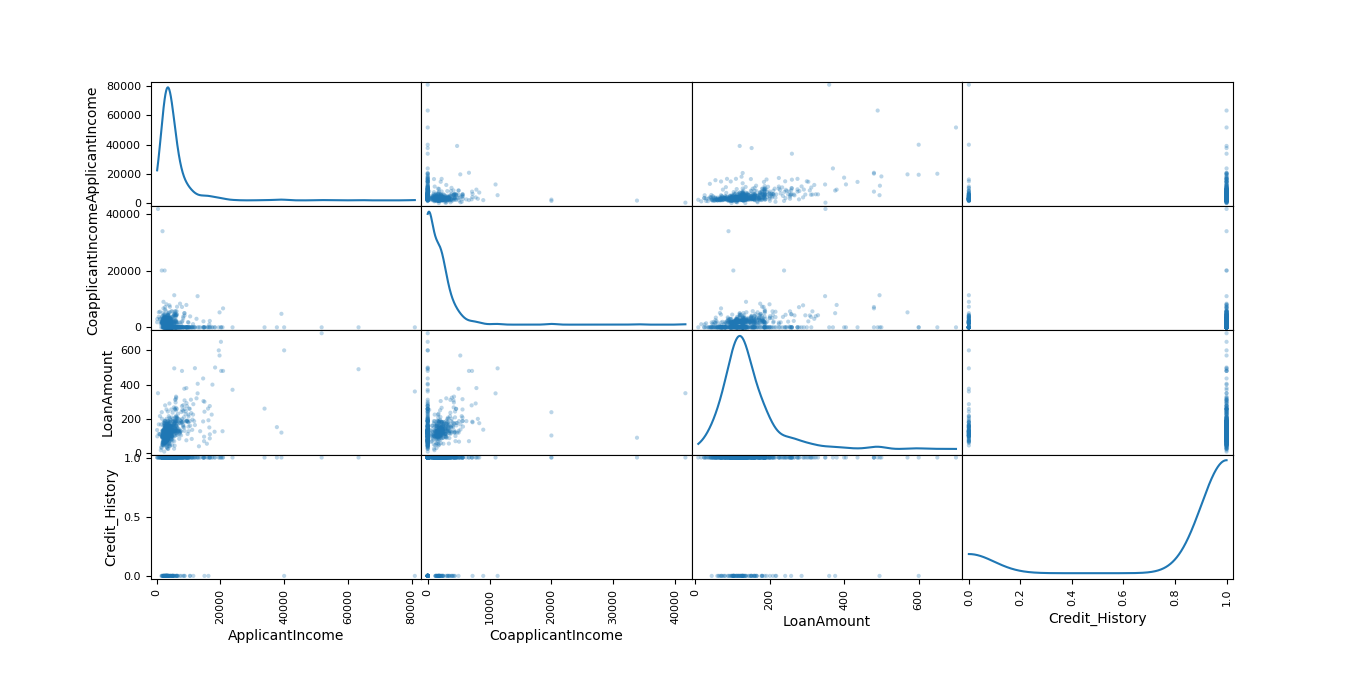 80000
60000
40000
20000
0
ApplicantIncome
40000
20000
0
CoapplicantIncome
600
400
200
0
LoanAmount
1.0
0.5
0.0
Credit_History
0 20000 40000 60000 80000
0 10000 20000 30000 40000
0 200 400 600
0.0 0.2 0.4 0.6 0.8 1.0
ApplicantIncome CoapplicantIncome LoanAmount Credit_History